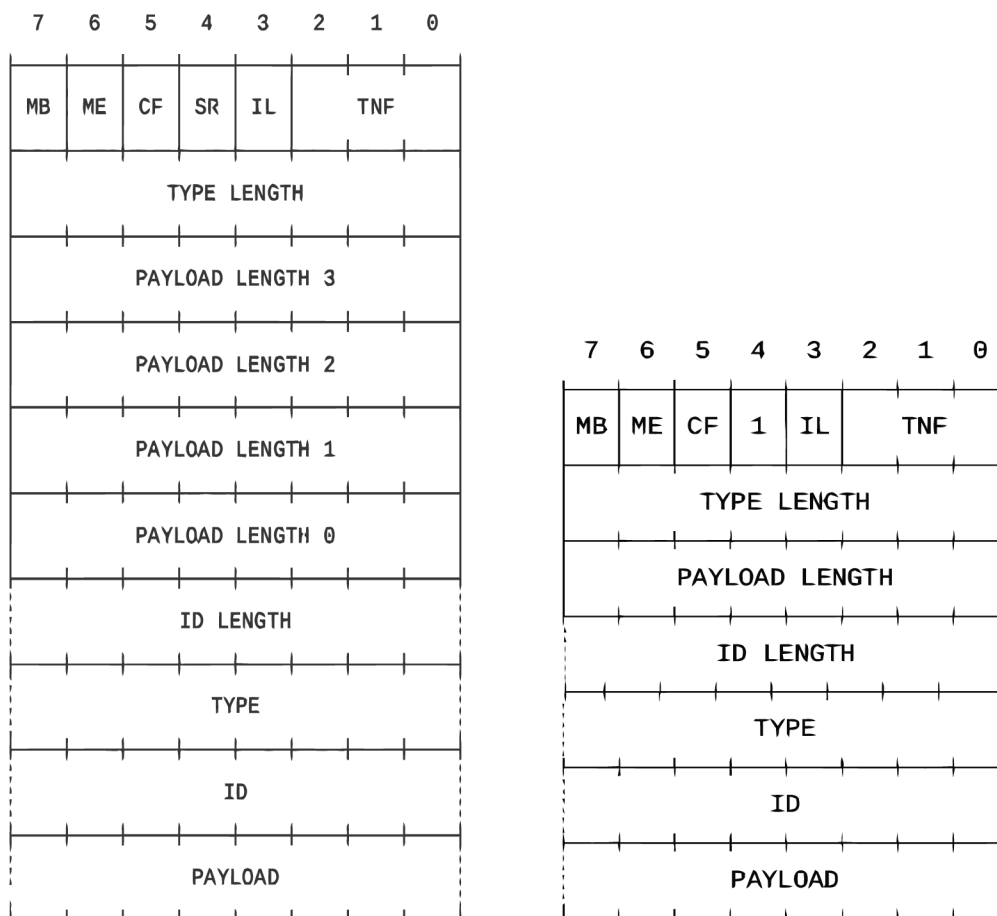 7 6 5 4 3 2 1 0
MB ME CF SR IL TNF
TYPE LENGTH
PAYLOAD LENGTH 3
PAYLOAD LENGTH 2
PAYLOAD LENGTH 1
PAYLOAD LENGTH 0
ID LENGTH
TYPE
ID
PAYLOAD
7 6 5 4 3 2 1 0
MB ME CF 1 IL TNF
TYPE LENGTH
PAYLOAD LENGTH
ID LENGTH
TYPE
ID
PAYLOAD